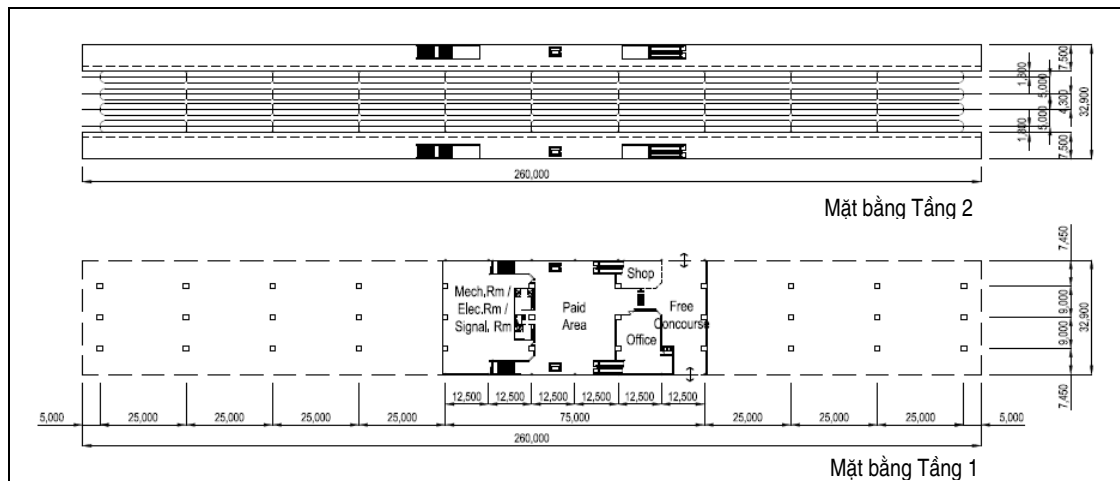 7,500
1,800
5,000
4,300
32,900
1,800
5,000
7,500
260,000
Mặt bằng Tầng 2
7,450
Shop
Mech.Rm /
Elec.Rm /
Signal. Rm
Paid
Area
Free
Concourse
Office
9,000
9,000
32,900
7,450
12,500 12,500 12,500 12,500 12,500 12,500
5,000 25,000 25,000 25,000 25,000 75,000 25,000 25,000 25,000 5,000
260,000
Mặt bằng Tầng 1